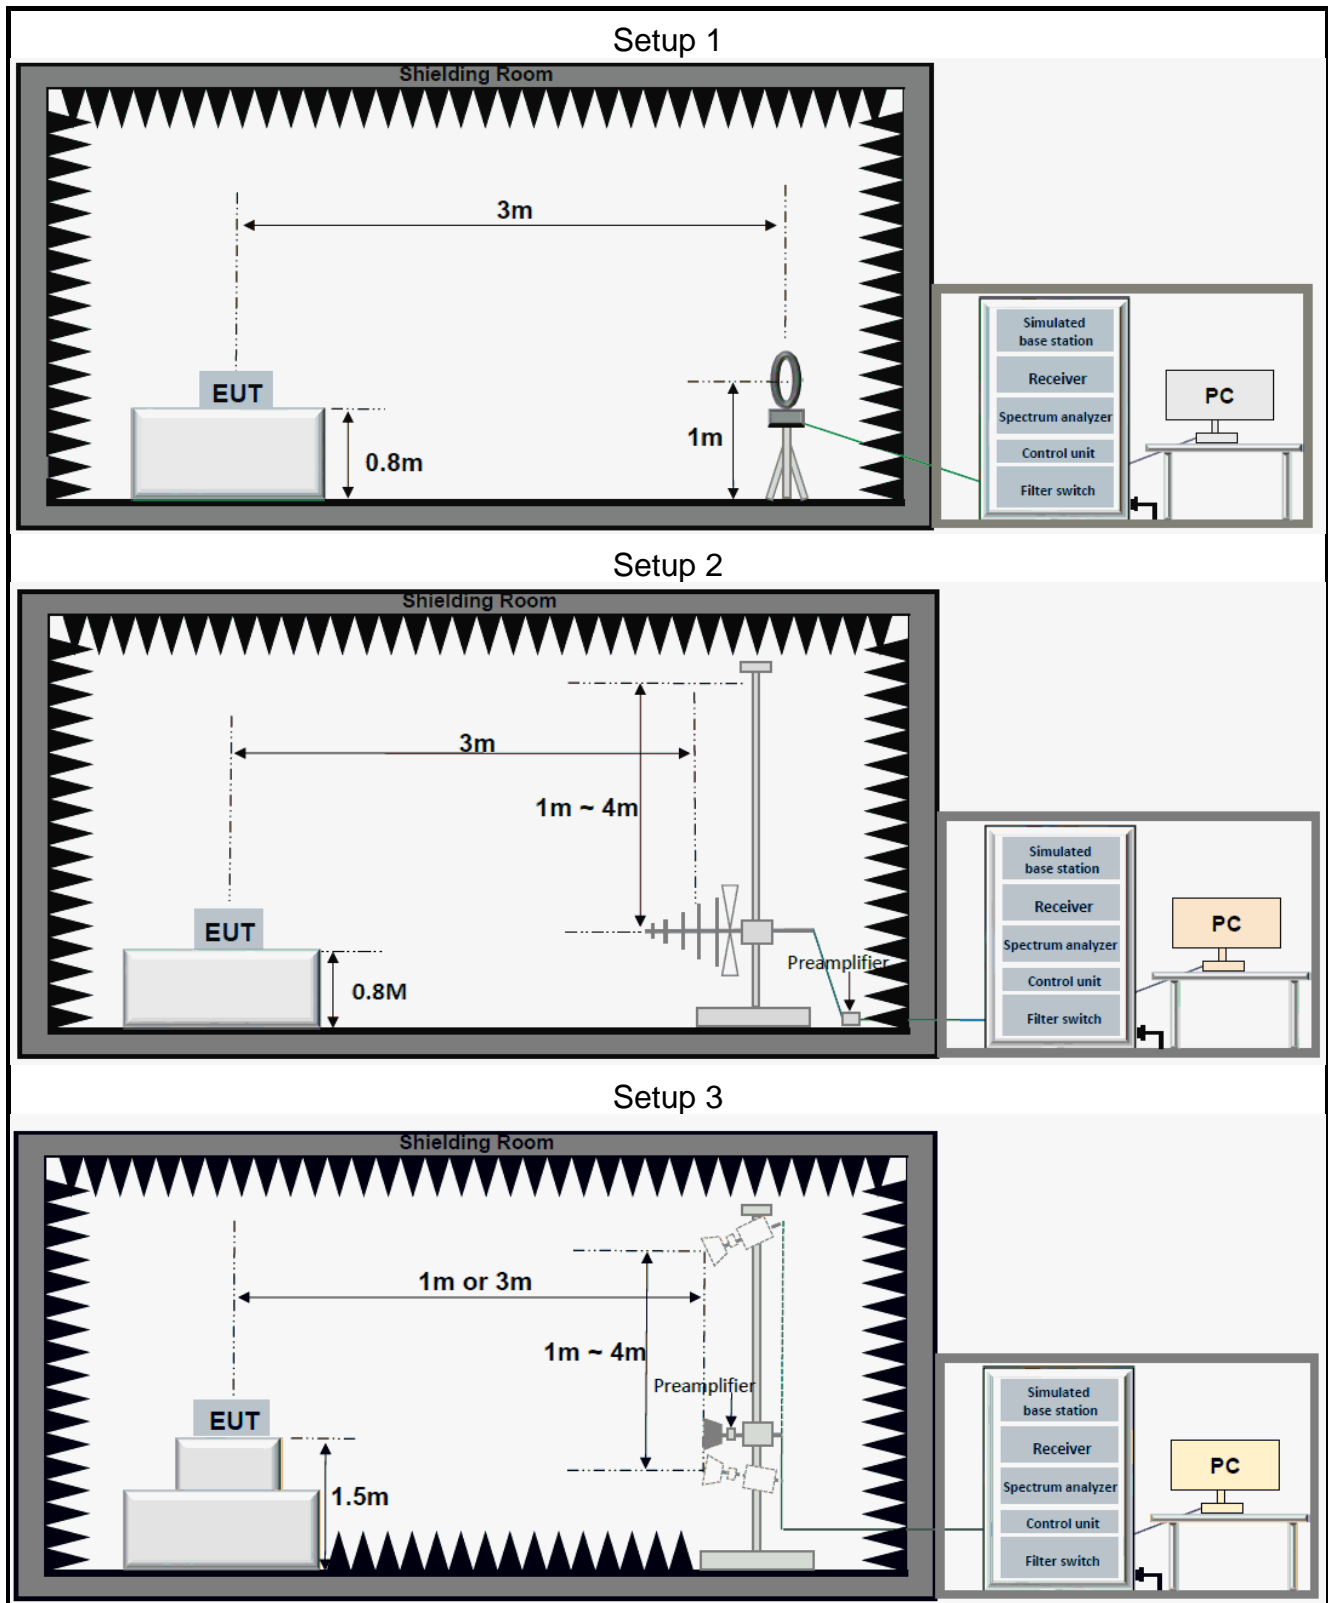 Setup 1
Shielding Room
3m
EUT
0.8m
1m
Simulated
base station
Receiver
Spectrum analyzer
Control unit
Filter switch
PC
Setup 2
Shielding Room
3m
1m ~ 4m
EUT
0.8M
Preamplifier
Simulated
base station
Receiver
Spectrum analyzer
Control unit
Filter switch
PC
Setup 3
Shielding Room
1m or 3m
1m ~ 4m
Preamplifier
EUT
1.5m
Simulated
base station
Receiver
Spectrum analyzer
Control unit
Filter switch
PC